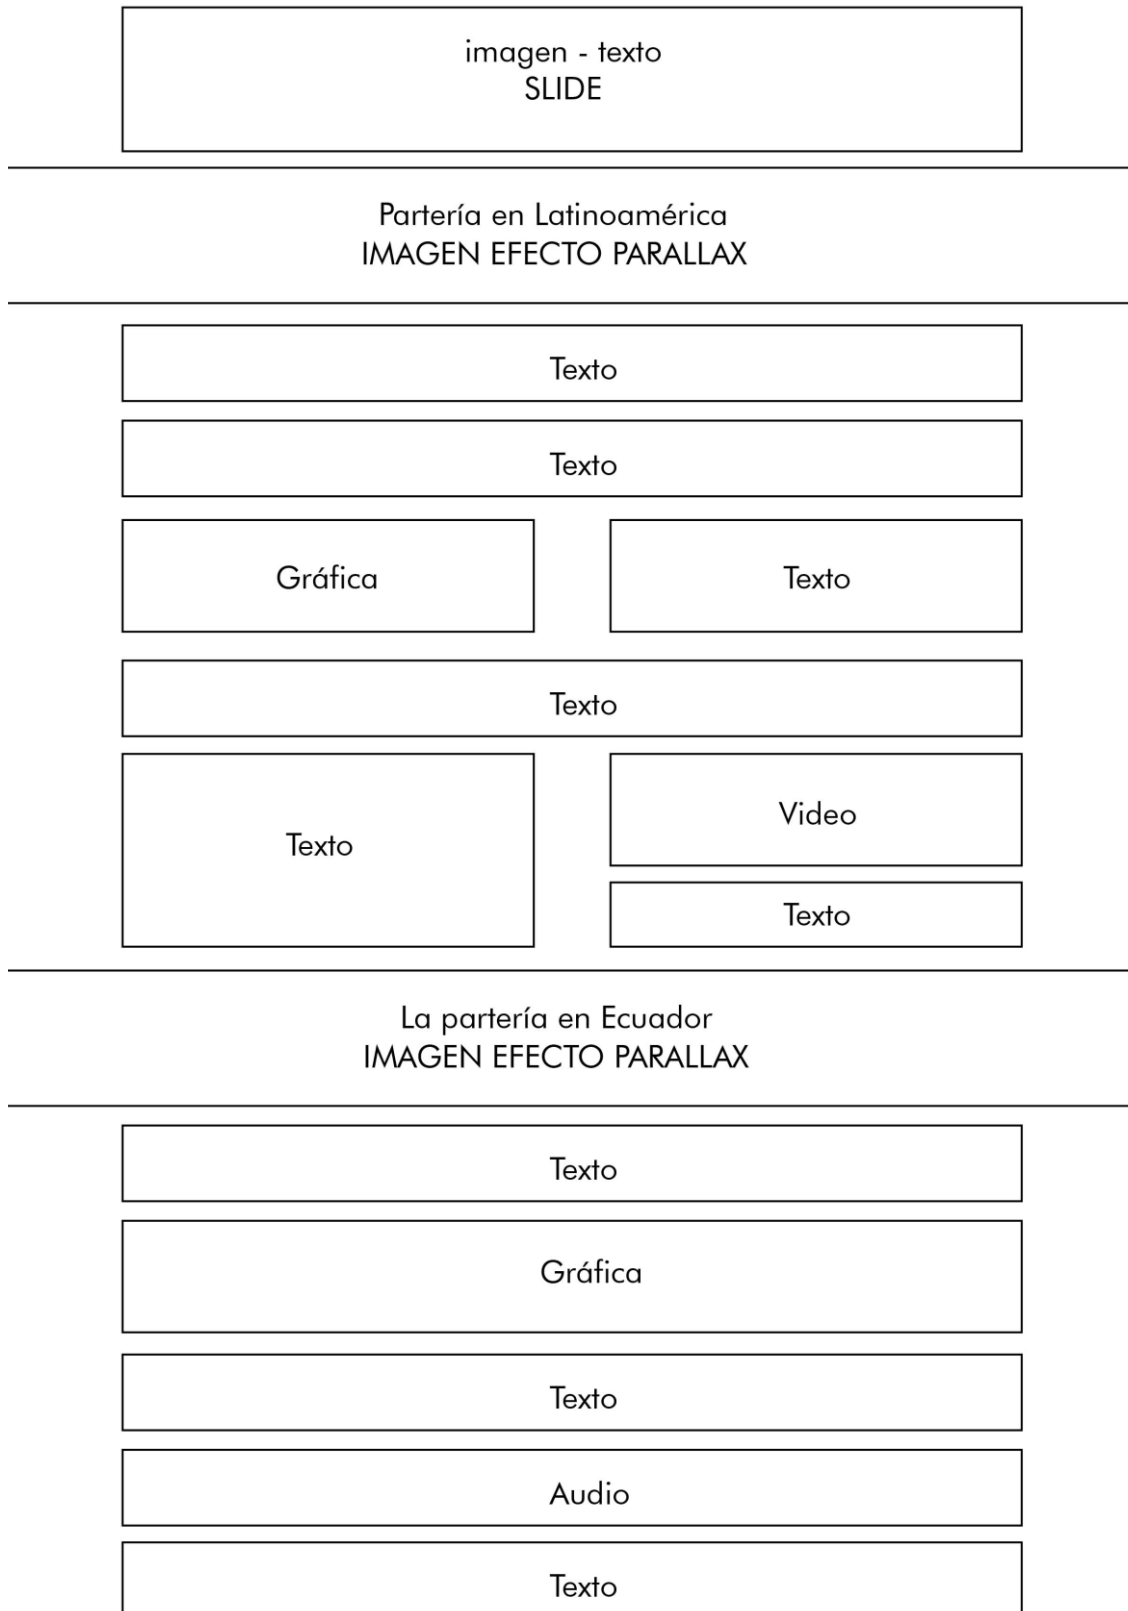 imagen - texto
SLIDE
Partería en Latinoamérica
IMAGEN EFECTO PARALLAX
Texto
Texto
Gráfica
Texto
Texto
Texto
Video
Texto
La partería en Ecuador
IMAGEN EFECTO PARALLAX
Texto
Gráfica
Texto
Audio
Texto